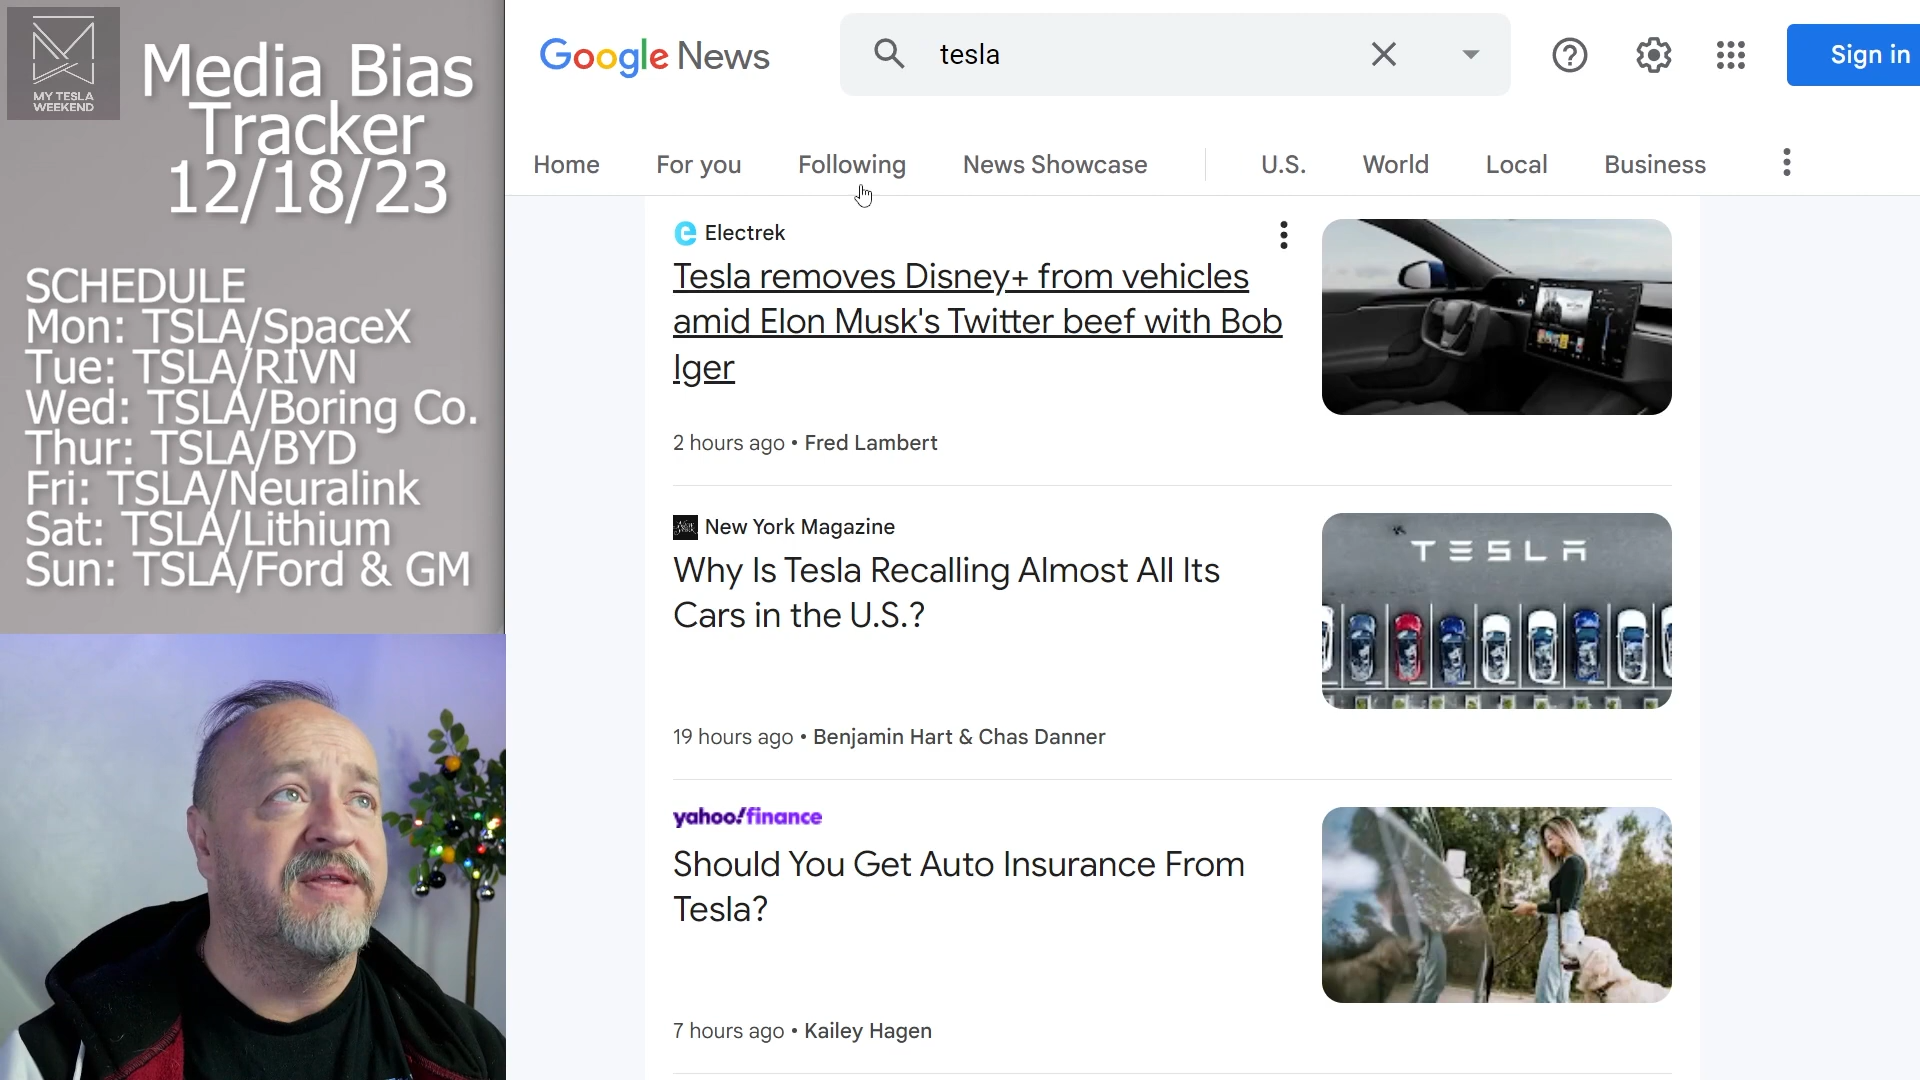 MY TESLA
WEEKEND
Media Bias
Tracker
12/18/23
SCHEDULE
Mon: TSLA/SpaceX
Tue: TSLA/RIVN
Wed: TSLA/Boring Co.
Thur: TSLA/BYD
Fri: TSLA/Neuralink
Sat: TSLA/Lithium
Sun: TSLA/Ford & GM
Google News
tesla
Sign in
Home For you Following News Showcase U.S. World Local Business
Electrek
Tesla removes Disney+ from vehicles
amid Elon Musk's Twitter beef with Bob
Iger
2 hours ago • Fred Lambert
New York Magazine
Why Is Tesla Recalling Almost All Its
Cars in the U.S.?
19 hours ago • Benjamin Hart & Chas Danner
TESLA
yahoo!finance
Should You Get Auto Insurance From
Tesla?
7 hours ago • Kailey Hagen